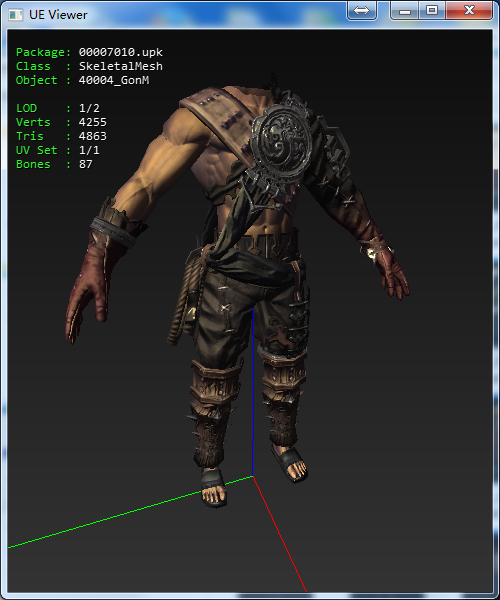 UE Viewer
Package: 00007010.upk
Class : SkeletalMesh
Object : 40004_GonM
LOD : 1/2
Verts : 4255
Tris : 4863
UV Set : 1/1
Bones : 87